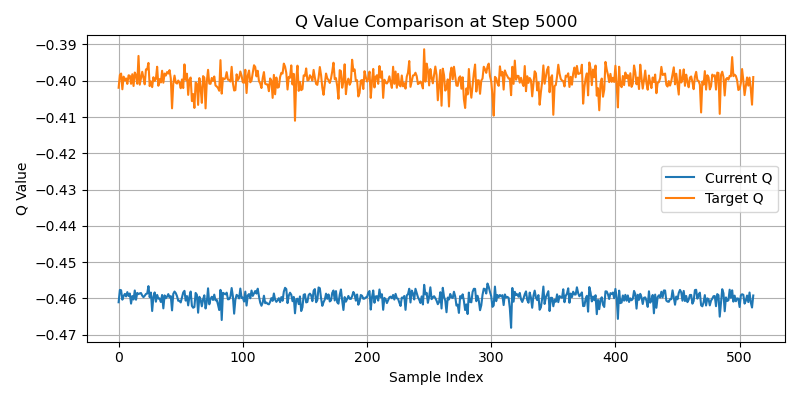 Q Value Comparison at Step 5000
−0.39
−0.40
−0.41
−0.42
−0.43
−0.44
−0.45
−0.46
−0.47
Q Value
Current Q
Target Q
0 100 200 300 400 500
Sample Index